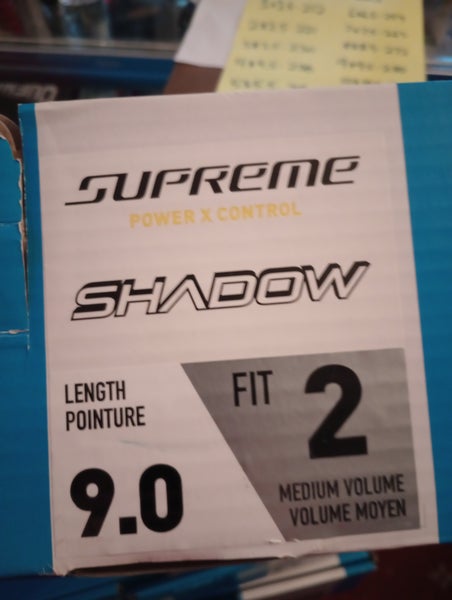 SUPREME
POWER X CONTROL
SHADOW
LENGTH
POINTURE
9.0
FIT 2
MEDIUM VOLUME
VOLUME MOYEN